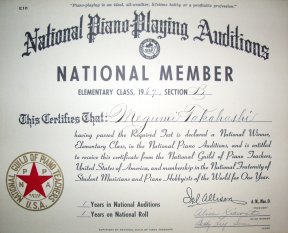 E10
"Piano-playing is an ideal, all-weather, lifetime hobby or a profitable profession."
National Piano-Playing Auditions
NATIONAL MEMBER
ELEMENTARY CLASS, 1964 SECTION B
This Certifies That: Megumi Takahashi
having passed the Required Test is declared a National Winner,
Elementary Class, in the National Piano Auditions, and is entitled to
receive this certificate from the National Guild of Piano Teachers,
United States of America, and membership in the National Fraternity of
Student Musicians and Piano Hobbyists of the World for One Year.
NATIONAL GUILD OF PIANO TEACHERS
U.S.A.
P P
N A
Irl Allison
Years in National Auditions
Years on National Roll